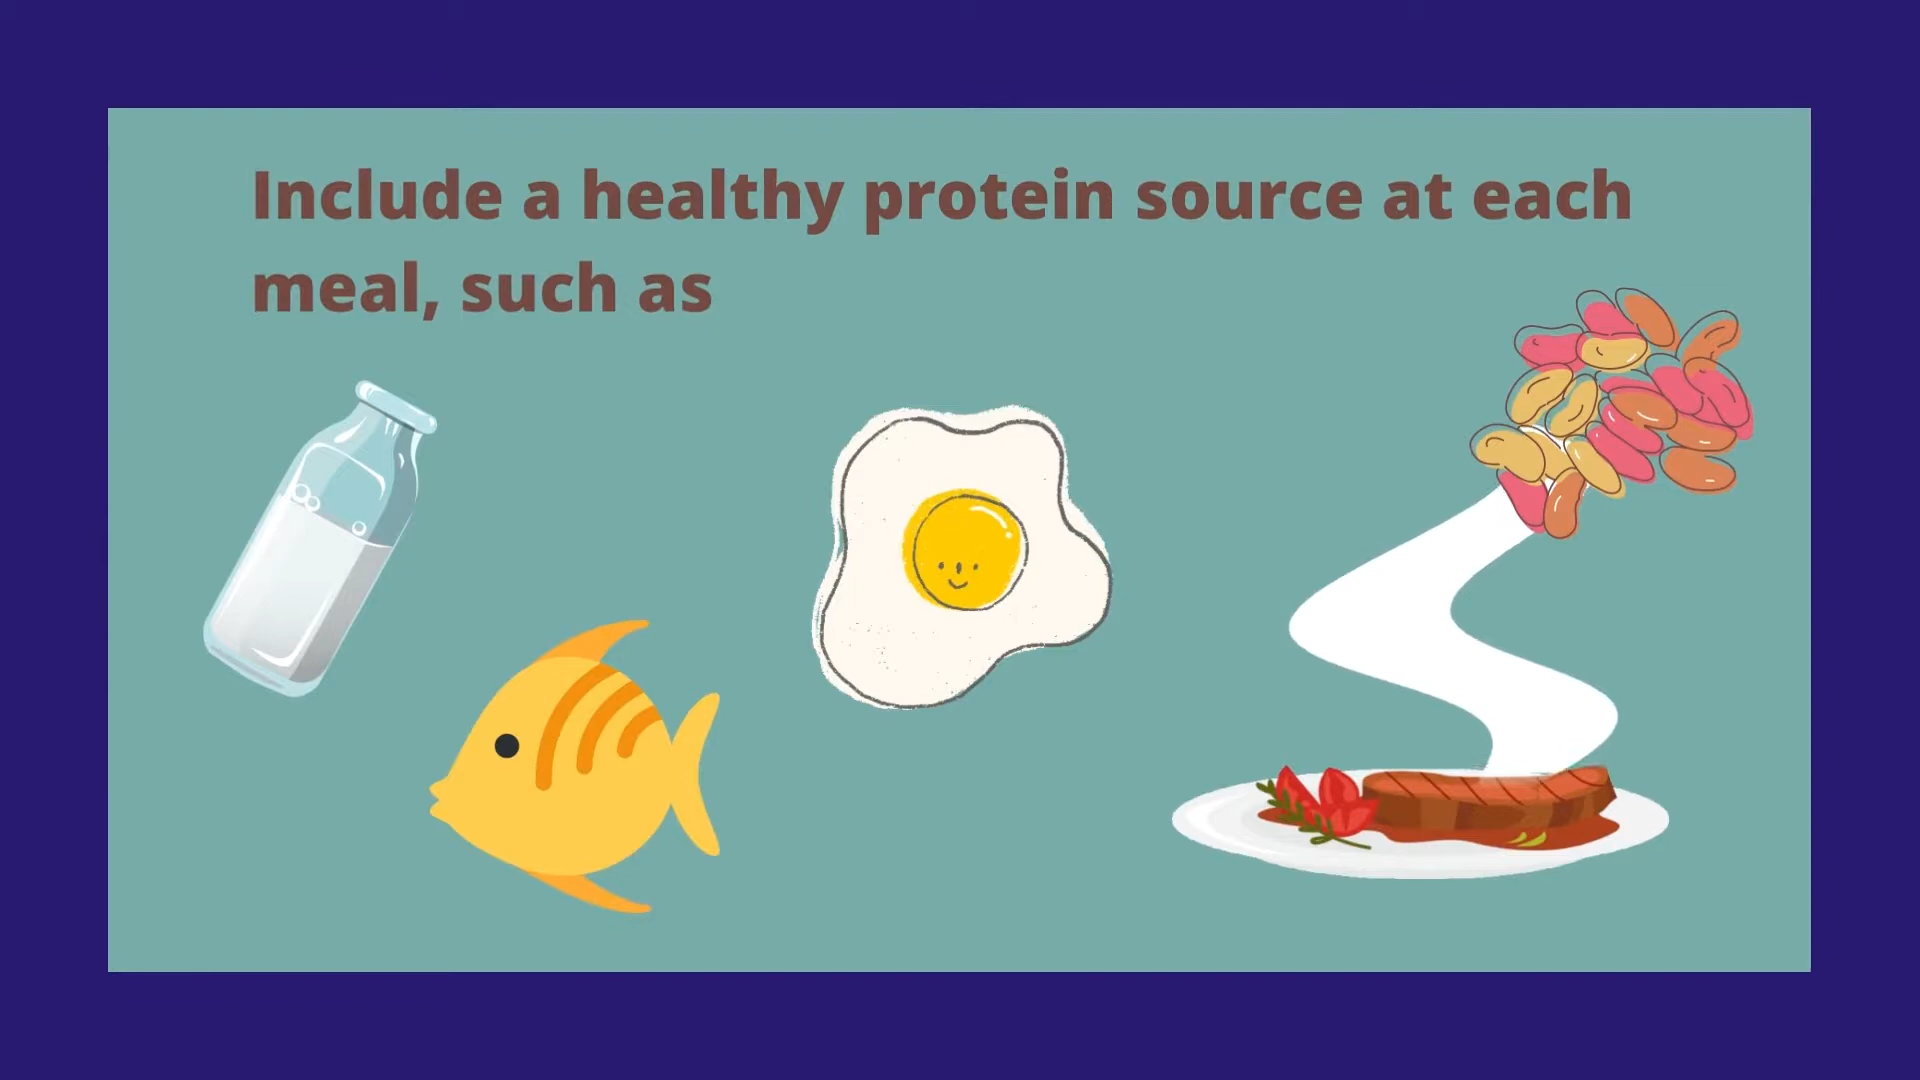 Include a healthy protein source at each
meal, such as